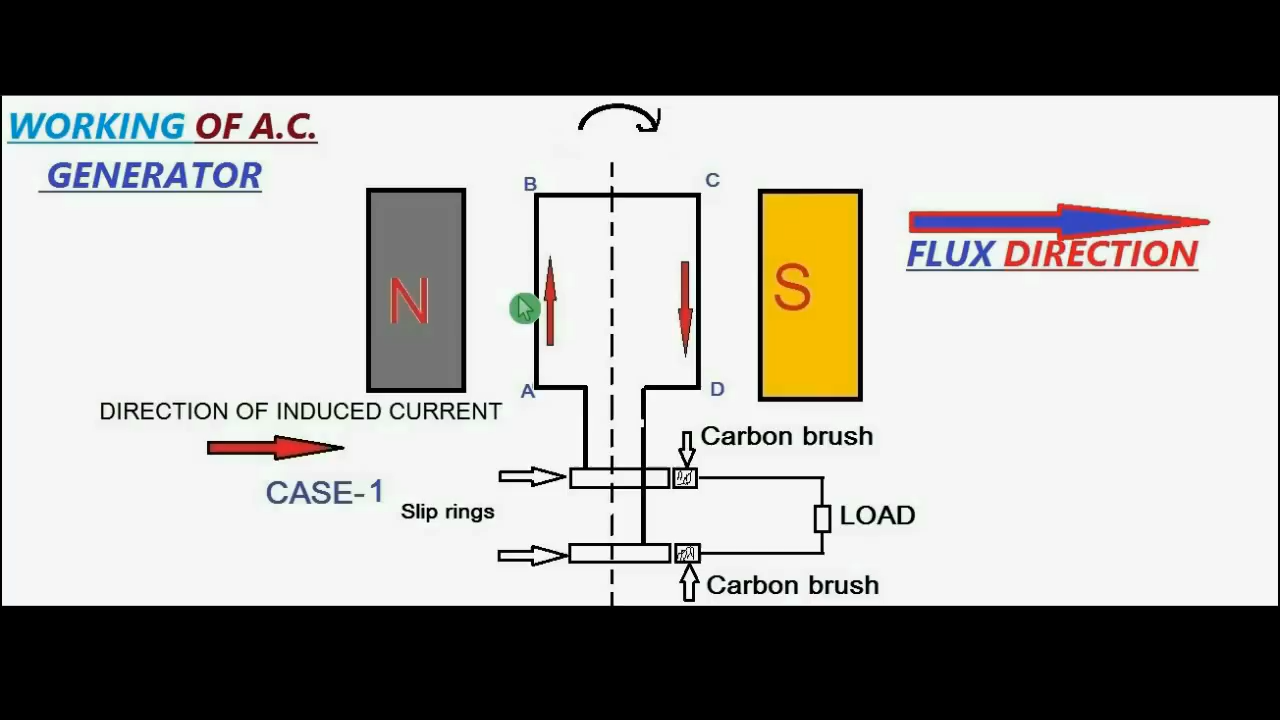 WORKING OF A.C.
GENERATOR
B
C
N
S
FLUX DIRECTION
A
D
DIRECTION OF INDUCED CURRENT
Carbon brush
CASE-1
Slip rings
LOAD
Carbon brush